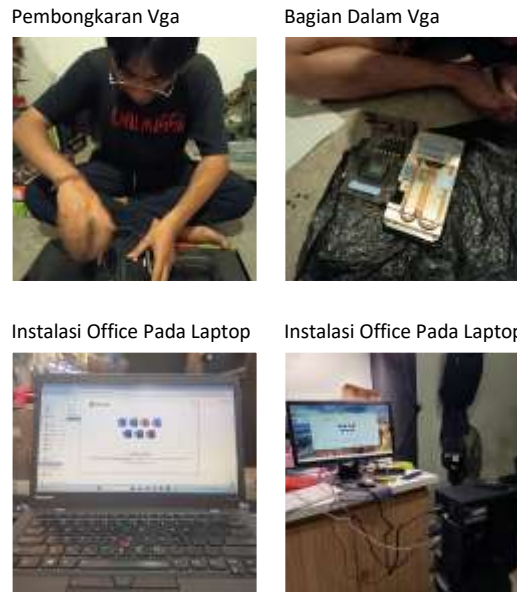 Pembongkaran Vga
Bagian Dalam Vga
Instalasi Office Pada Laptop
Instalasi Office Pada Laptop